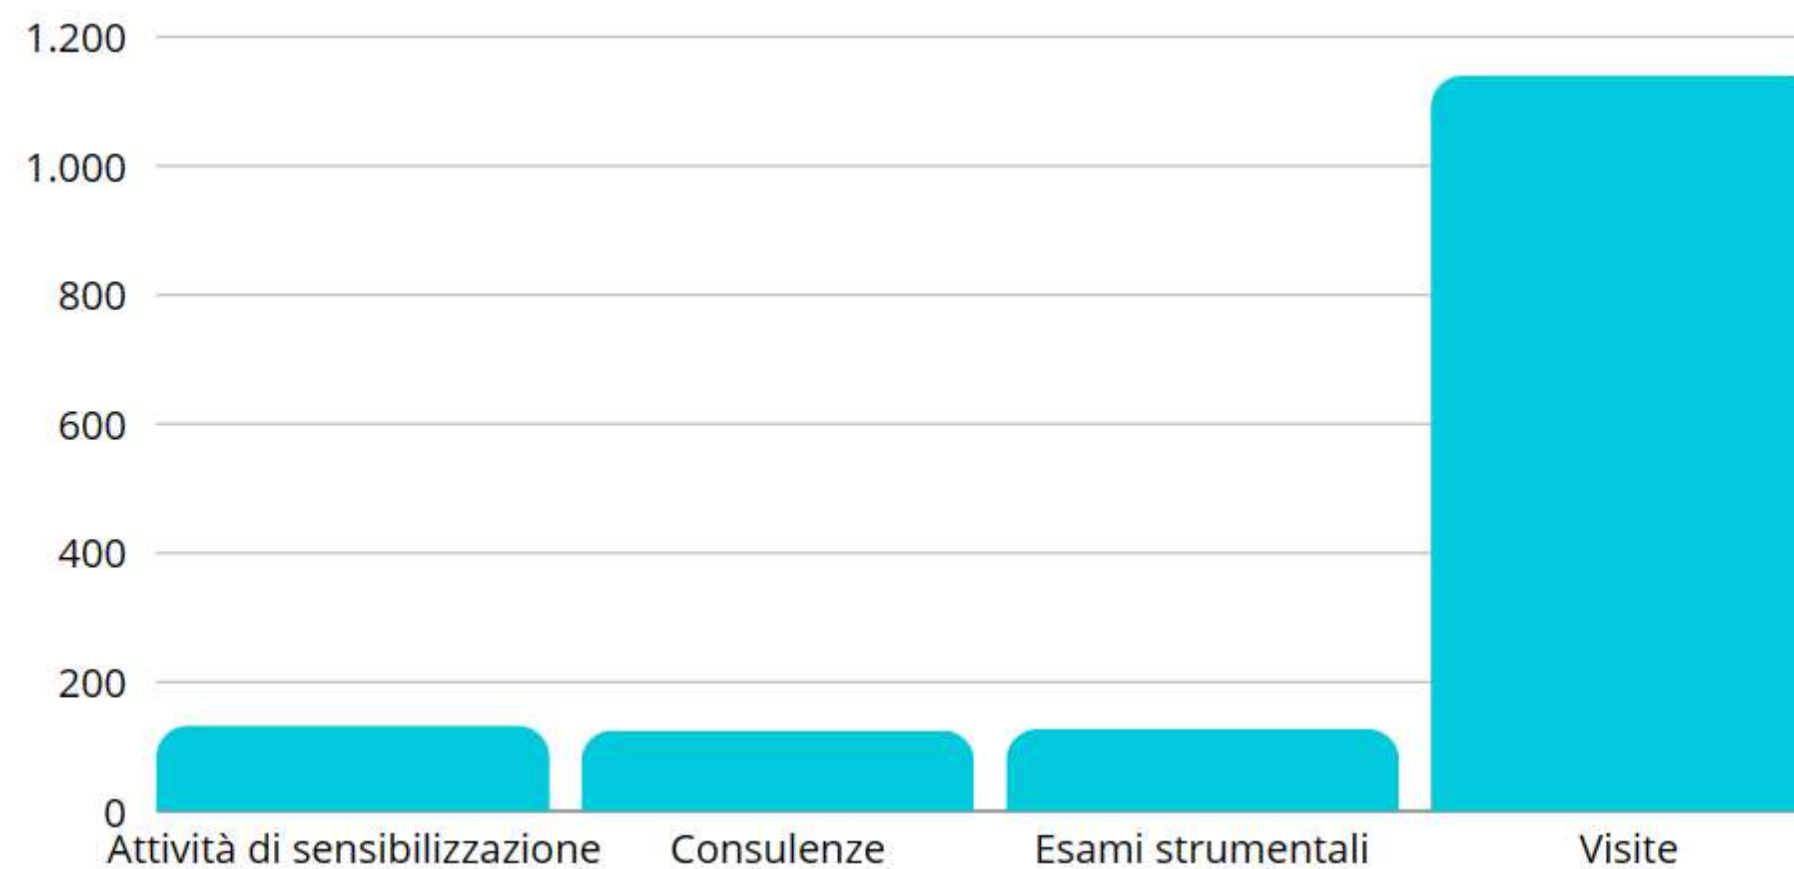 1.200
1.000
800
600
400
200
0
Attività di sensibilizzazione
Consulenze
Esami strumentali
Visite